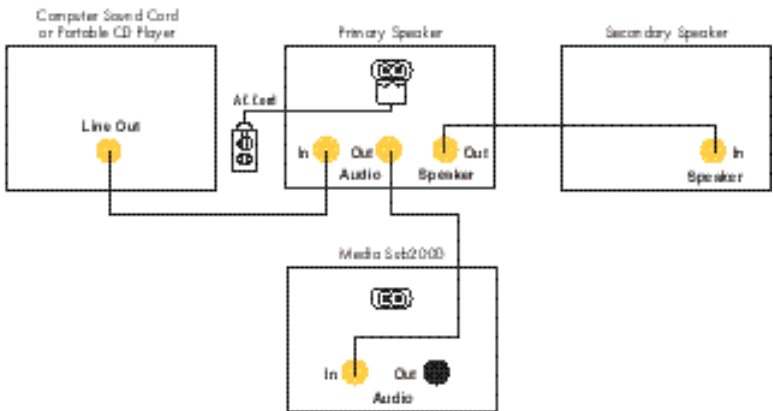 Computer Sound Cord
or Portable CD Player
Primary Speaker
Secondary Speaker
AC Cord
Line Out
In
Out
Audio
Out
Speaker
In
Speaker
Media Sub2000
In
Out
Audio